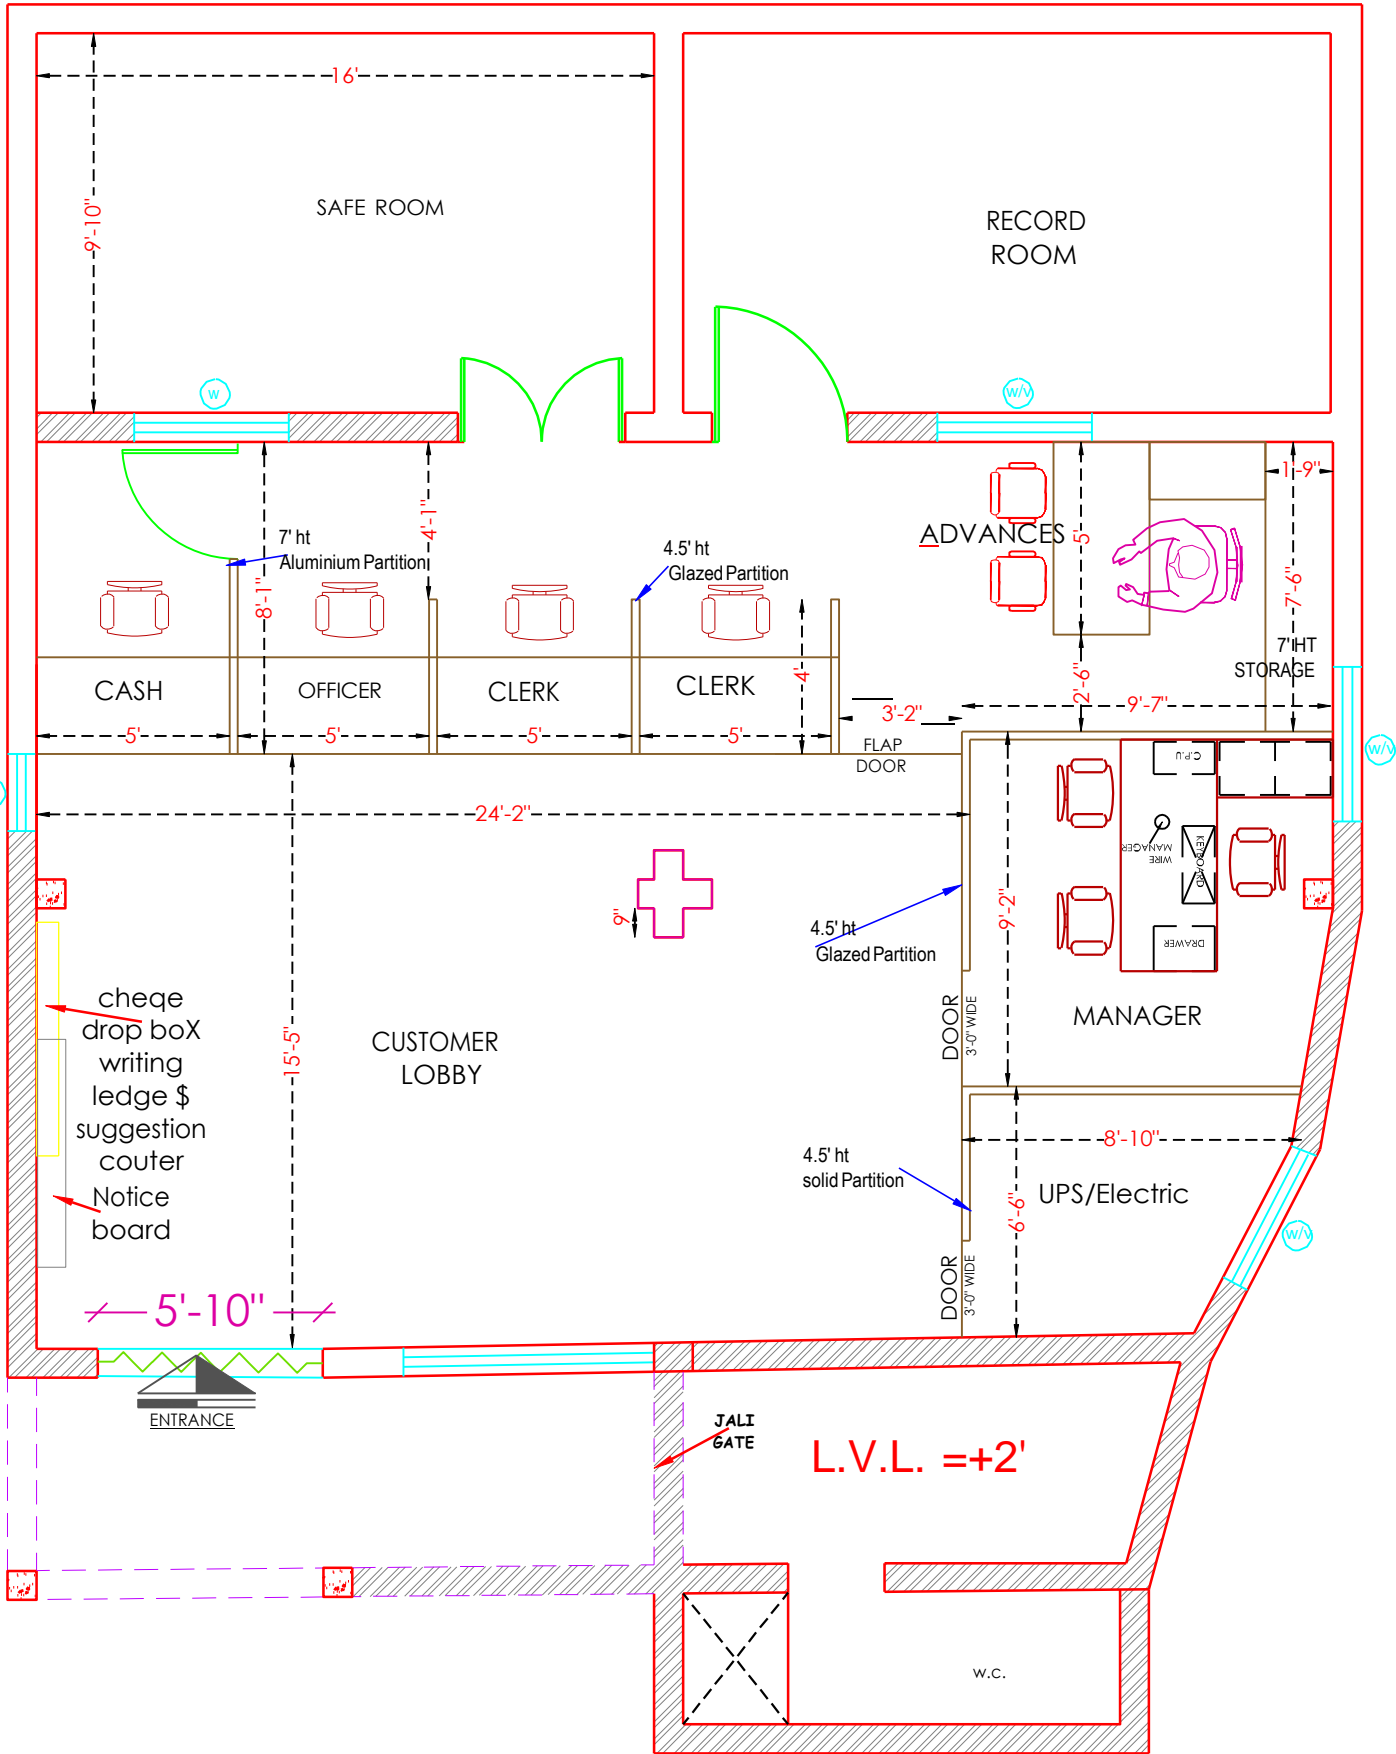 16'
9'-10"
SAFE ROOM
RECORD
ROOM
W
W/V
1'-9"
4'-1"
ADVANCES
5'
7' ht
Aluminium Partition
4.5' ht
Glazed Partition
8'-1"
7'-6"
7' HT
STORAGE
4'
2'-6"
CASH
OFFICER
CLERK
CLERK
9'-7"
3'-2"
5'
5'
5'
5'
FLAP
DOOR
W/V
C.P.U
24'-2"
WIRE
MANAGER
KEYBOARD
9"
9'-2"
4.5' ht
Glazed Partition
DRAWER
cheqe
drop boX
writing
ledge $
suggestion
couter
Notice
board
15'-5"
CUSTOMER
LOBBY
DOOR
3'-0" WIDE
MANAGER
8'-10"
4.5' ht
solid Partition
6'-6"
UPS/Electric
W/V
DOOR
3'-0" WIDE
5'-10"
ENTRANCE
JALI
GATE
L.V.L. =+2'
W.C.